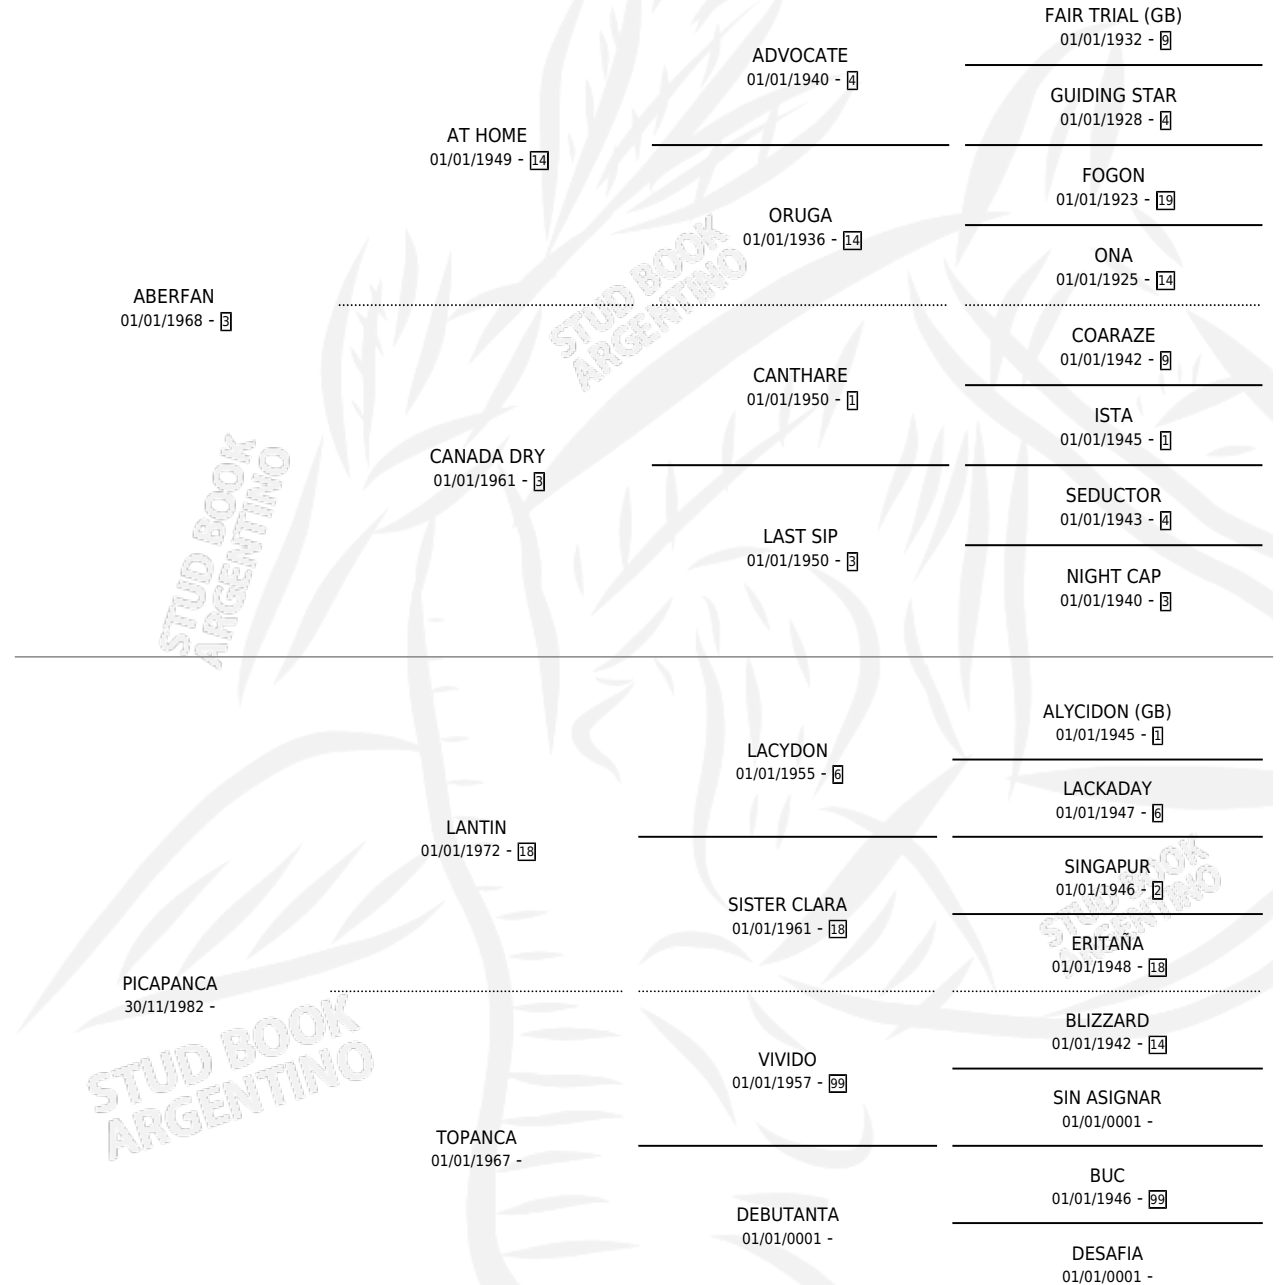 FAIR TRIAL (GB)
01/01/1932 - 9
ADVOCATE
01/01/1940 - 4
GUIDING STAR
01/01/1928 - 4
AT HOME
01/01/1949 - 14
FOGON
01/01/1923 - 19
ORUGA
01/01/1936 - 14
ONA
01/01/1925 - 14
ABERFAN
01/01/1968 - 3
COARAZE
01/01/1942 - 9
CANTHARE
01/01/1950 - 1
ISTA
01/01/1945 - 1
CANADA DRY
01/01/1961 - 3
SEDUCTOR
01/01/1943 - 4
LAST SIP
01/01/1950 - 3
NIGHT CAP
01/01/1940 - 3
ALYCIDON (GB)
01/01/1945 - 1
LACYDON
01/01/1955 - 6
LACKADAY
01/01/1947 - 6
LANTIN
01/01/1972 - 18
SINGAPUR
01/01/1946 - 2
SISTER CLARA
01/01/1961 - 18
ERITAÑA
01/01/1948 - 18
PICAPANCA
30/11/1982 -
BLIZZARD
01/01/1942 - 14
VIVIDO
01/01/1957 - 99
SIN ASIGNAR
01/01/0001 -
TOPANCA
01/01/1967 -
BUC
01/01/1946 - 99
DEBUTANTA
01/01/0001 -
DESAFIA
01/01/0001 -
STUD BOOK
ARGENTINO
STUD BOOK
ARGENTINO
STUD BOOK
ARGENTINO
STUD BOOK
ARGENTINO